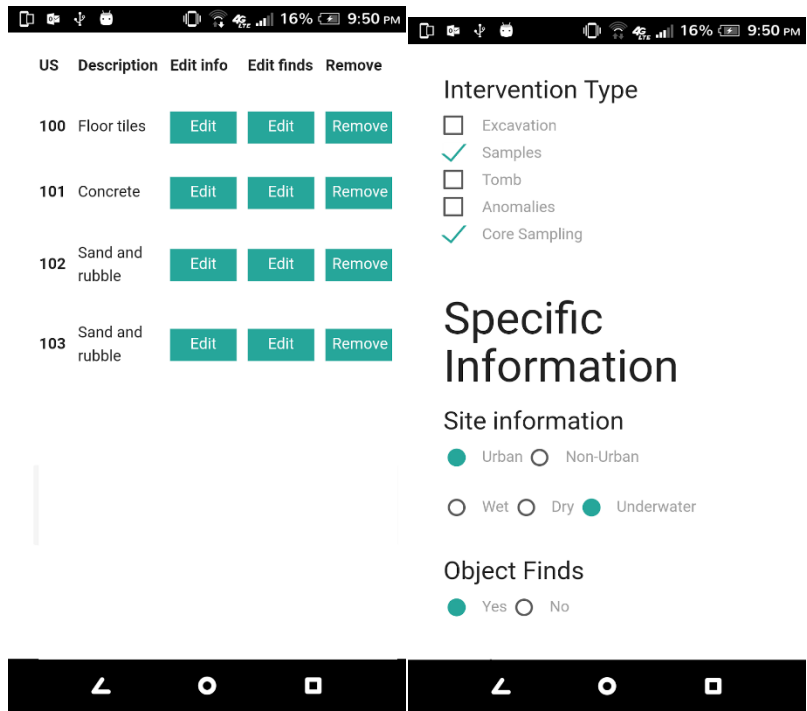 16% 9:50 PM
US Description Edit info Edit finds Remove
100 Floor tiles Edit Edit Remove
101 Concrete Edit Edit Remove
102 Sand and rubble Edit Edit Remove
103 Sand and rubble Edit Edit Remove
4G LTE 16% 9:50 PM
Intervention Type
Excavation
Samples
Tomb
Anomalies
Core Sampling
Specific
Information
Site information
Urban Non-Urban
Wet Dry Underwater
Object Finds
Yes No